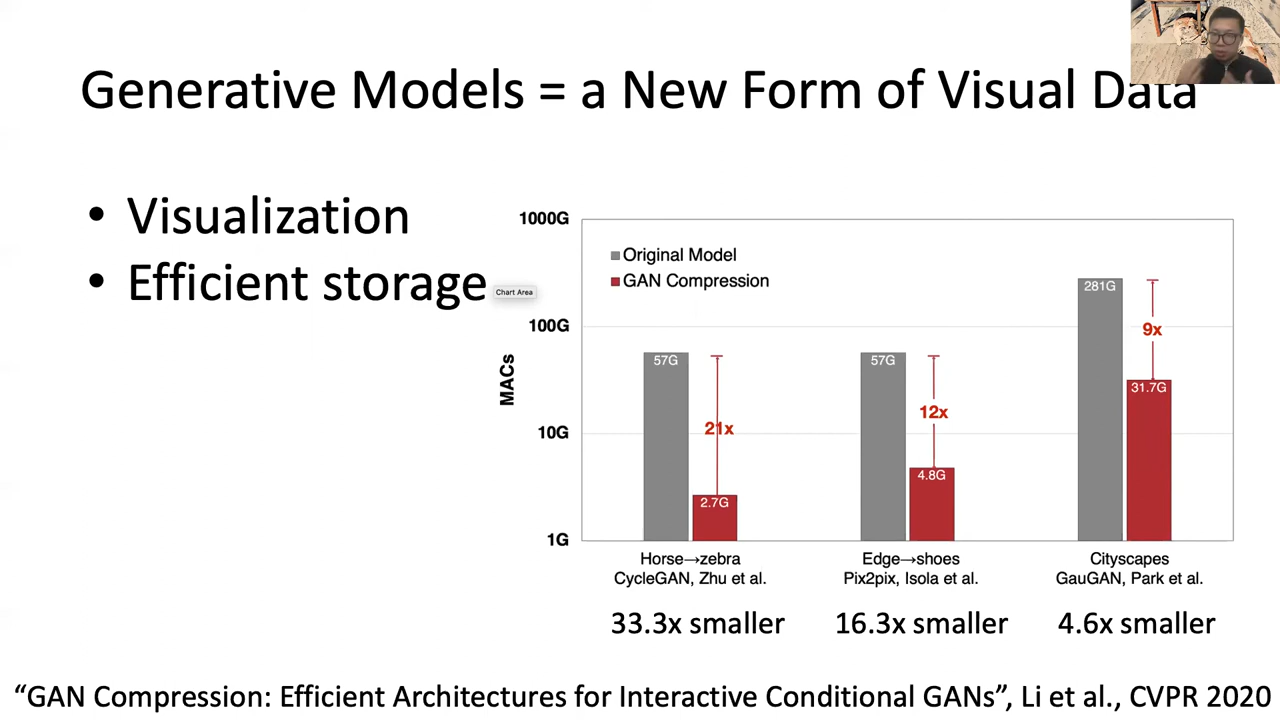 Generative Models = a New Form of Visual Data
• Visualization
• Efficient storage
Chart Area
1000G
100G
10G
1G
MACs
Original Model
GAN Compression
57G
21x
2.7G
57G
12x
4.8G
281G
9x
31.7G
Horse→zebra
CycleGAN, Zhu et al.
Edge→shoes
Pix2pix, Isola et al.
Cityscapes
GauGAN, Park et al.
33.3x smaller
16.3x smaller
4.6x smaller
“GAN Compression: Efficient Architectures for Interactive Conditional GANs”, Li et al., CVPR 2020